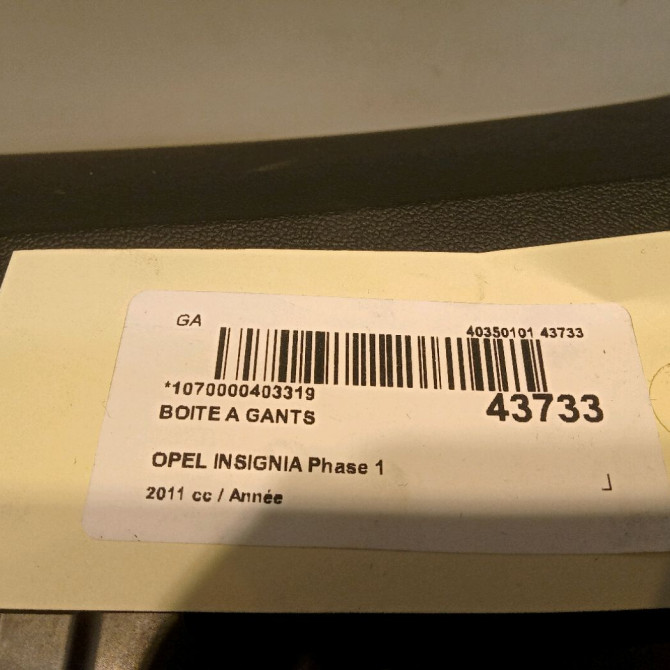 GA
40350101 43733
*1070000403319
43733
BOITE A GANTS
OPEL INSIGNIA Phase 1
2011 cc / Année